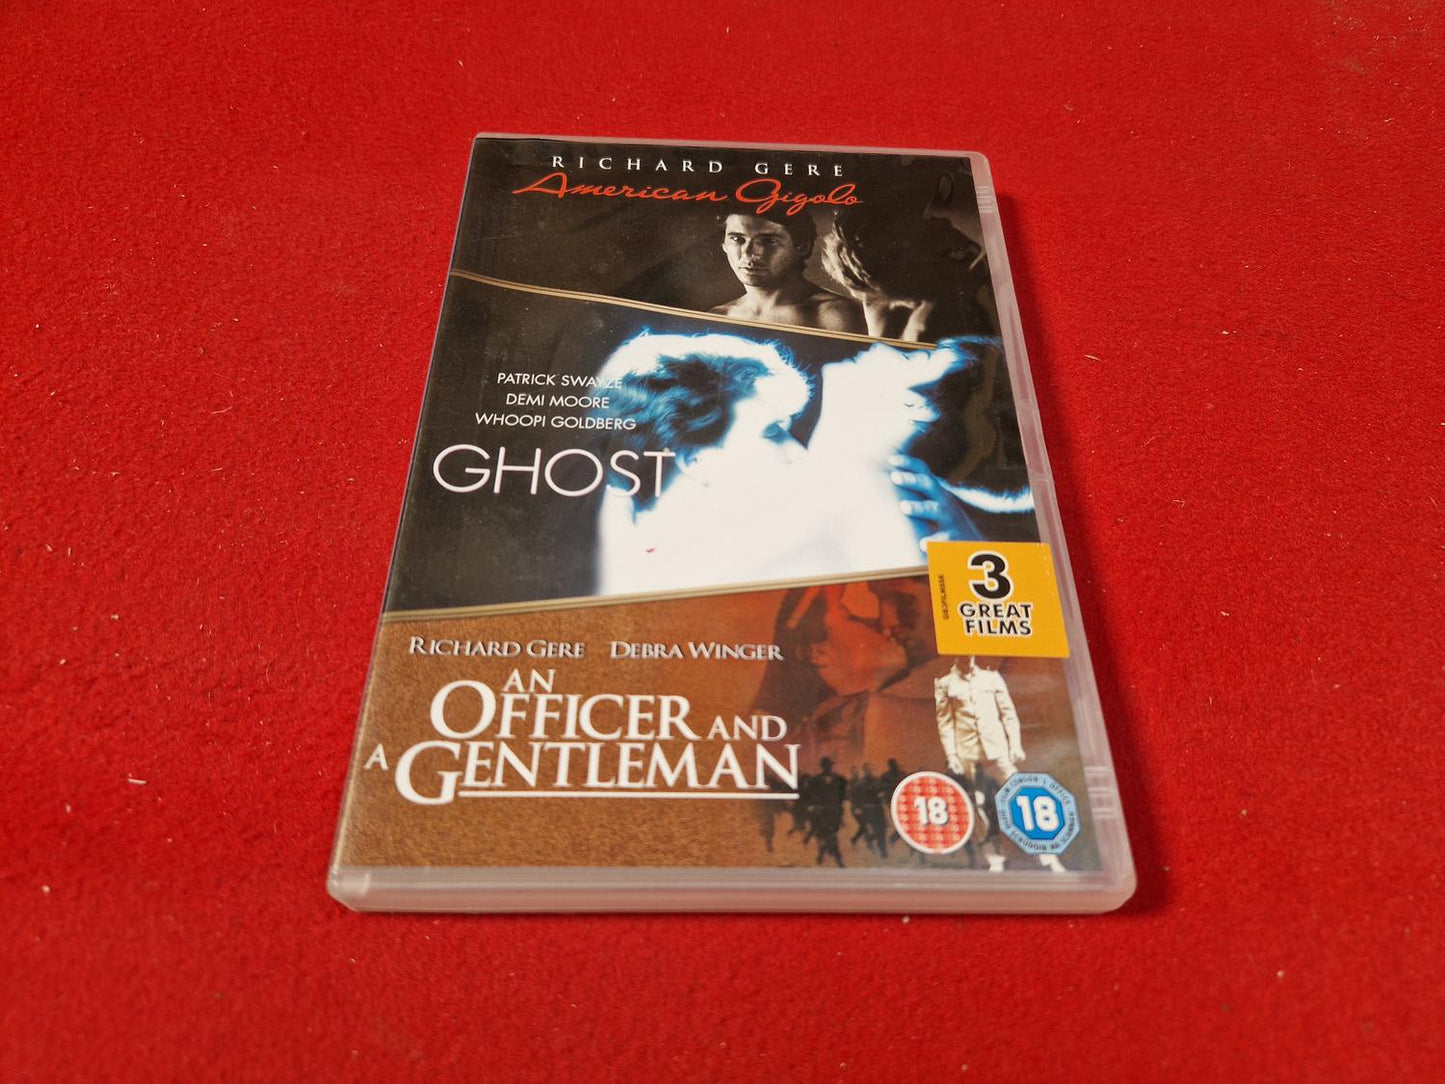 RICHARD GERE
American Gigolo
PATRICK SWAYZE
DEMI MOORE
WHOOPI GOLDBERG
GHOST
3
GREAT
FILMS
RICHARD GERE DEBRA WINGER
AN
OFFICER AND
A GENTLEMAN
18
18